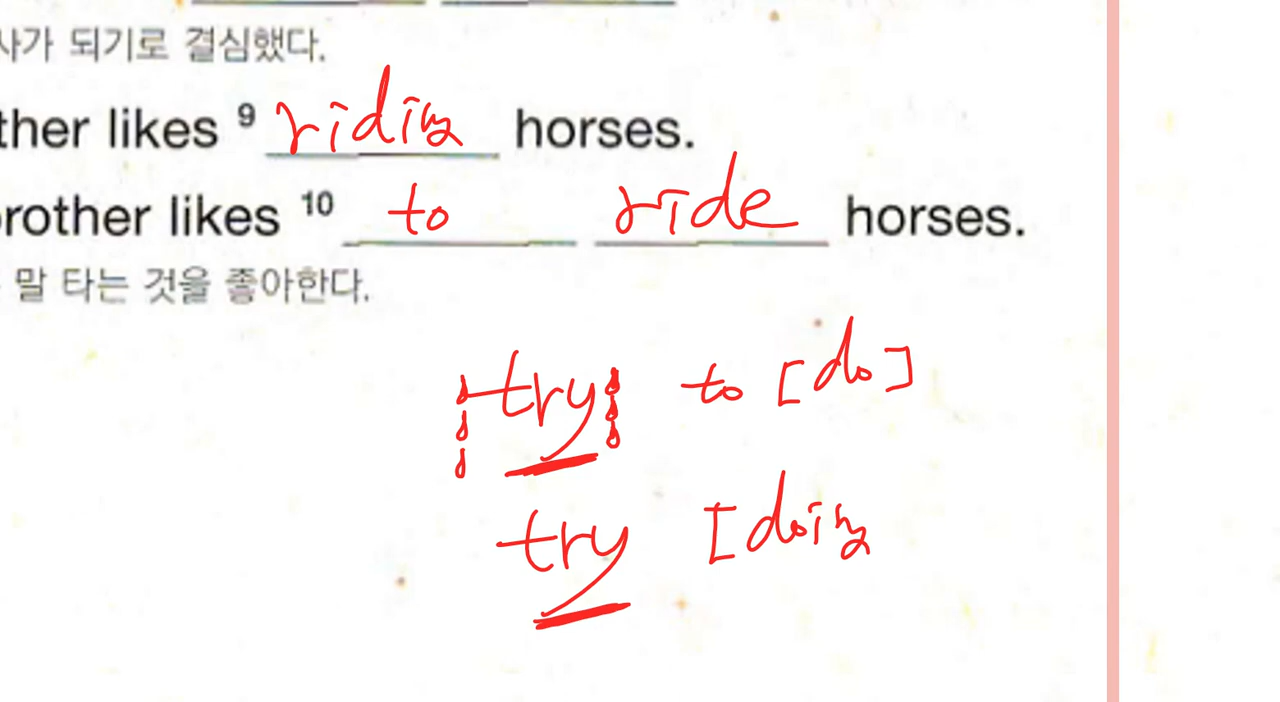 사가 되기로 결심했다.
ther likes 9 riding horses.
rother likes 10 to ride horses.
말 타는 것을 좋아한다.
try to [do]
try [doing